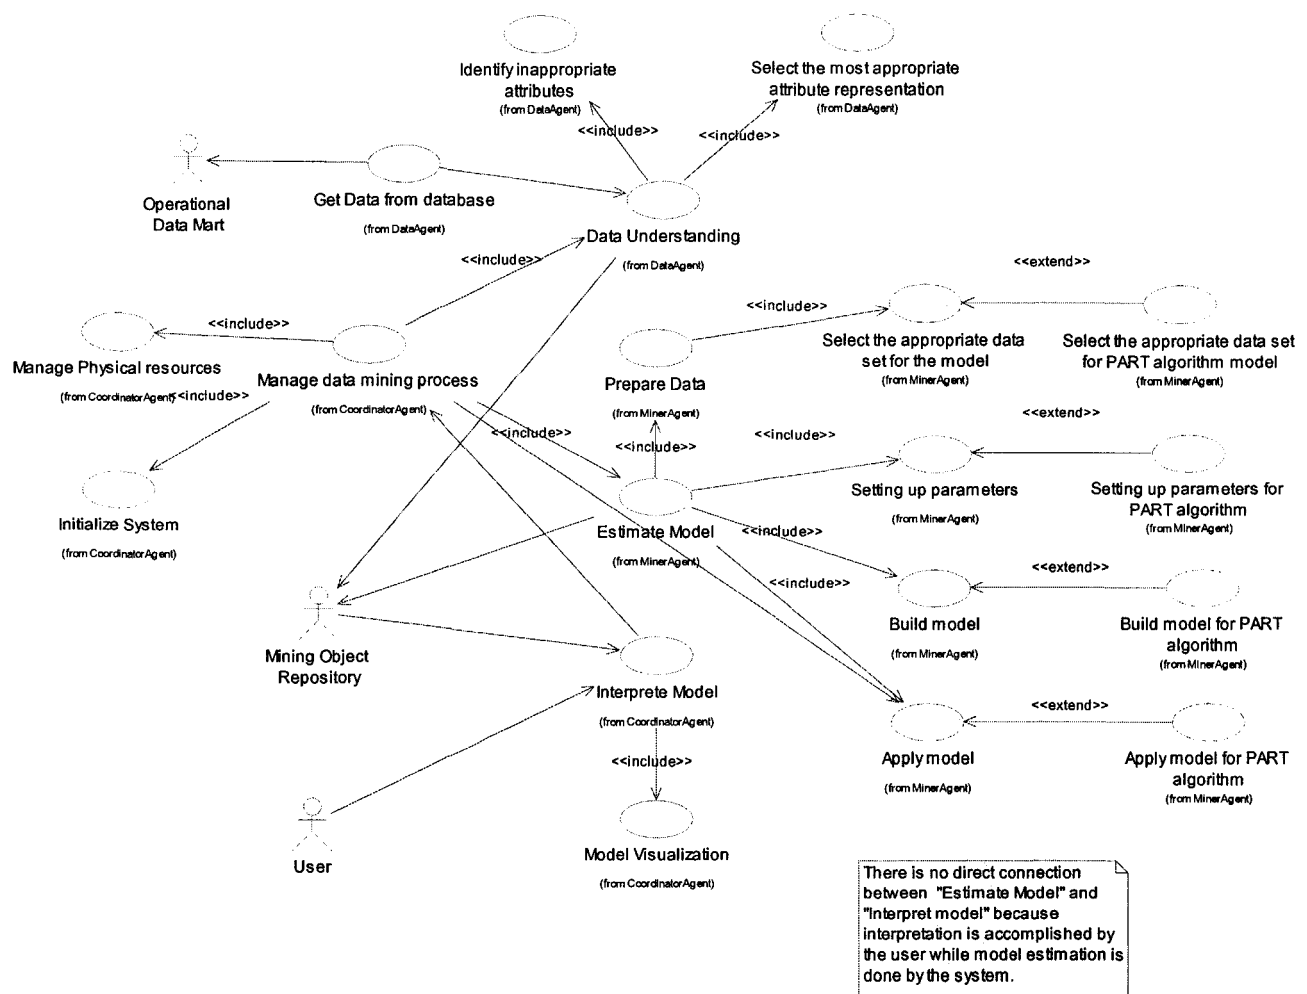 Identify inappropriate
attributes
(from DataAgent)
Select the most appropriate
attribute representation
(from DataAgent)
<<include>>
<<include>>
Operational
Data Mart
Get Data from database
(from DataAgent)
Data Understanding
(from DataAgent)
<<include>>
<<extend>>
<<include>>
<<include>>
Manage Physical resources
(from CoordinatorAgent)
<<include>>
Manage data mining process
(from CoordinatorAgent)
Prepare Data
(from MinerAgent)
Select the appropriate data
set for the model
(from MinerAgent)
Select the appropriate data set
for PART algorithm model
(from MinerAgent)
<<include>>
<<include>>
<<include>>
<<extend>>
Initialize System
(from CoordinatorAgent)
Estimate Model
(from MinerAgent)
Setting up parameters
(from MinerAgent)
Setting up parameters for
PART algorithm
(from MinerAgent)
<<include>>
<<include>>
<<extend>>
Mining Object
Repository
Build model
(from MinerAgent)
Build model for PART
algorithm
(from MinerAgent)
Interprete Model
(from CoordinatorAgent)
<<extend>>
<<include>>
Apply model
(from MinerAgent)
Apply model for PART
algorithm
(from MinerAgent)
User
Model Visualization
(from CoordinatorAgent)
There is no direct connection
between "Estimate Model" and
"Interpret model" because
interpretation is accomplished by
the user while model estimation is
done by the system.